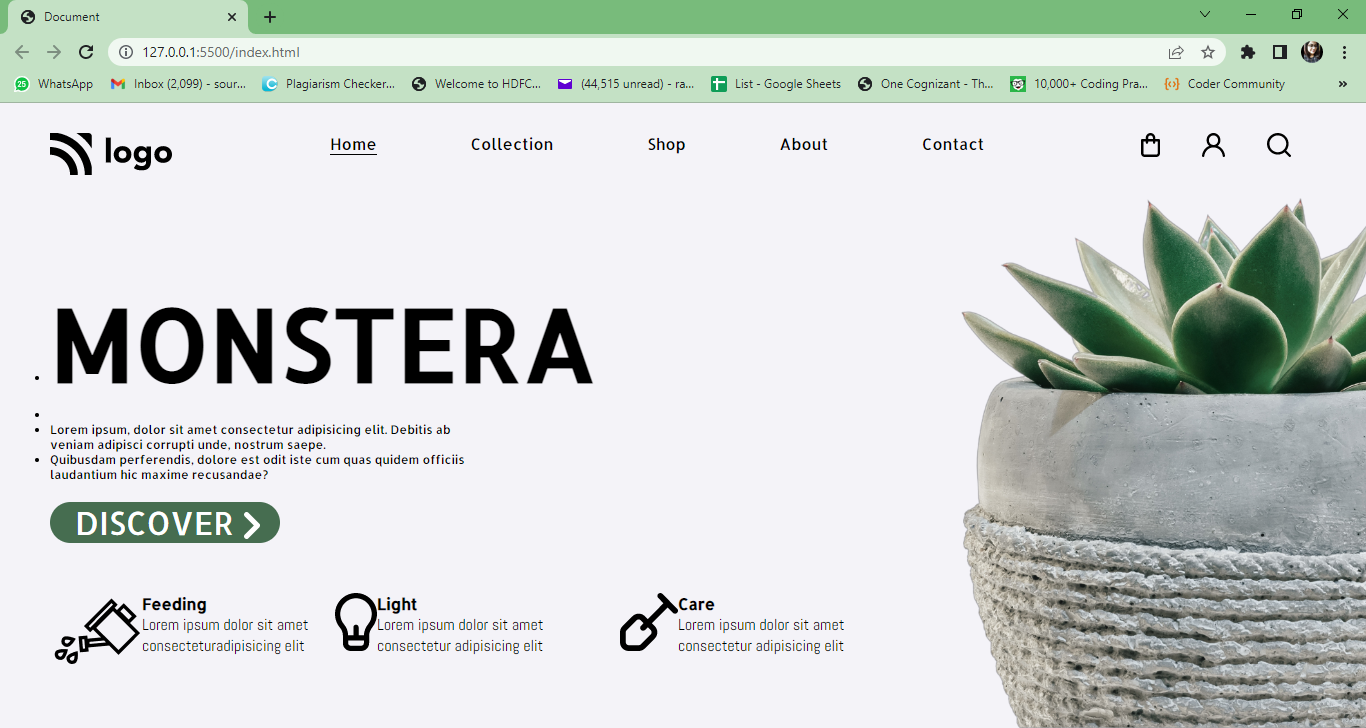 Document
127.0.0.1:5500/index.html
25 WhatsApp Inbox (2,099) - sour... Plagiarism Checker... Welcome to HDFC... (44,515 unread) - ra... List - Google Sheets One Cognizant - Th... 10,000+ Coding Pra... Coder Community »
logo Home Collection Shop About Contact
MONSTERA
Lorem ipsum, dolor sit amet consectetur adipisicing elit. Debitis ab
veniam adipisci corrupti unde, nostrum saepe.
Quibusdam perferendis, dolore est odit iste cum quas quidem officiis
laudantium hic maxime recusandae?
DISCOVER
Feeding
Lorem ipsum dolor sit amet
consecteturadipisicing elit
Light
Lorem ipsum dolor sit amet
consectetur adipisicing elit
Care
Lorem ipsum dolor sit amet
consectetur adipisicing elit